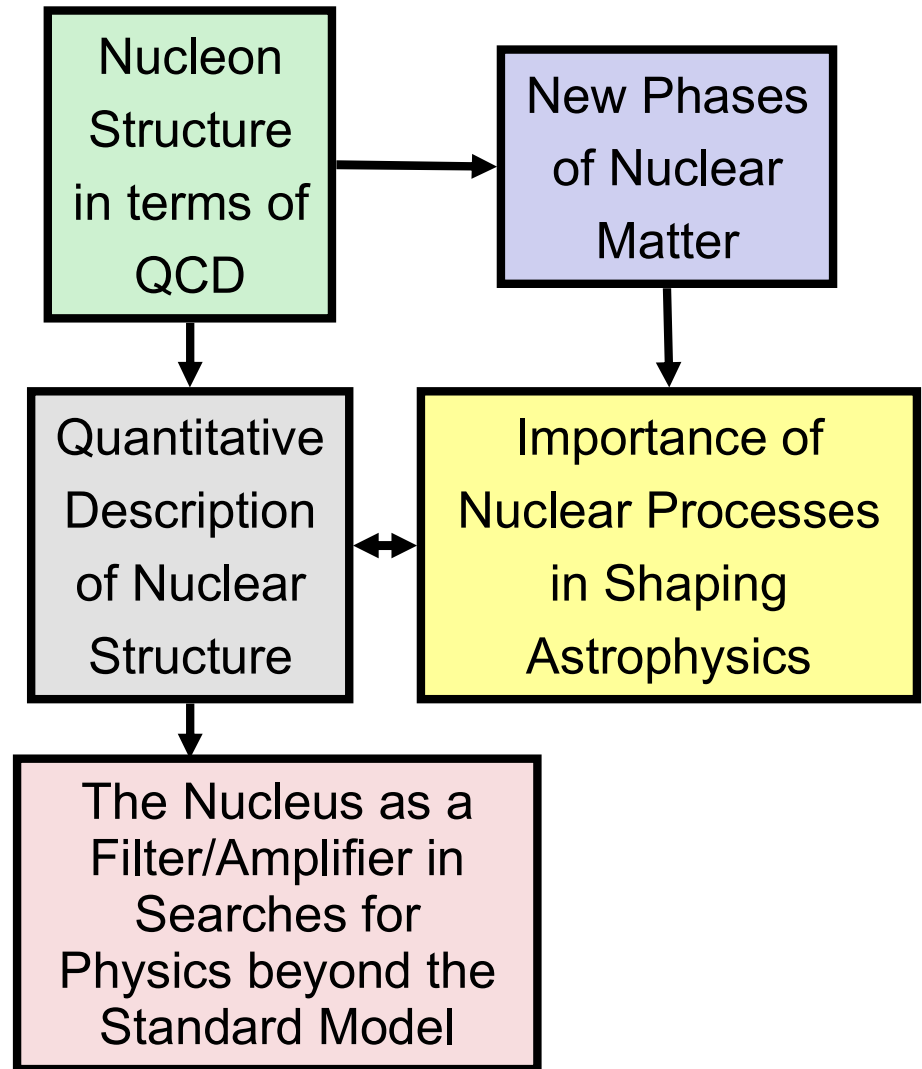 Nucleon
Structure
in terms of
QCD
New Phases
of Nuclear
Matter
Quantitative
Description
of Nuclear
Structure
Importance of
Nuclear Processes
in Shaping
Astrophysics
The Nucleus as a
Filter/Amplifier in
Searches for
Physics beyond the
Standard Model